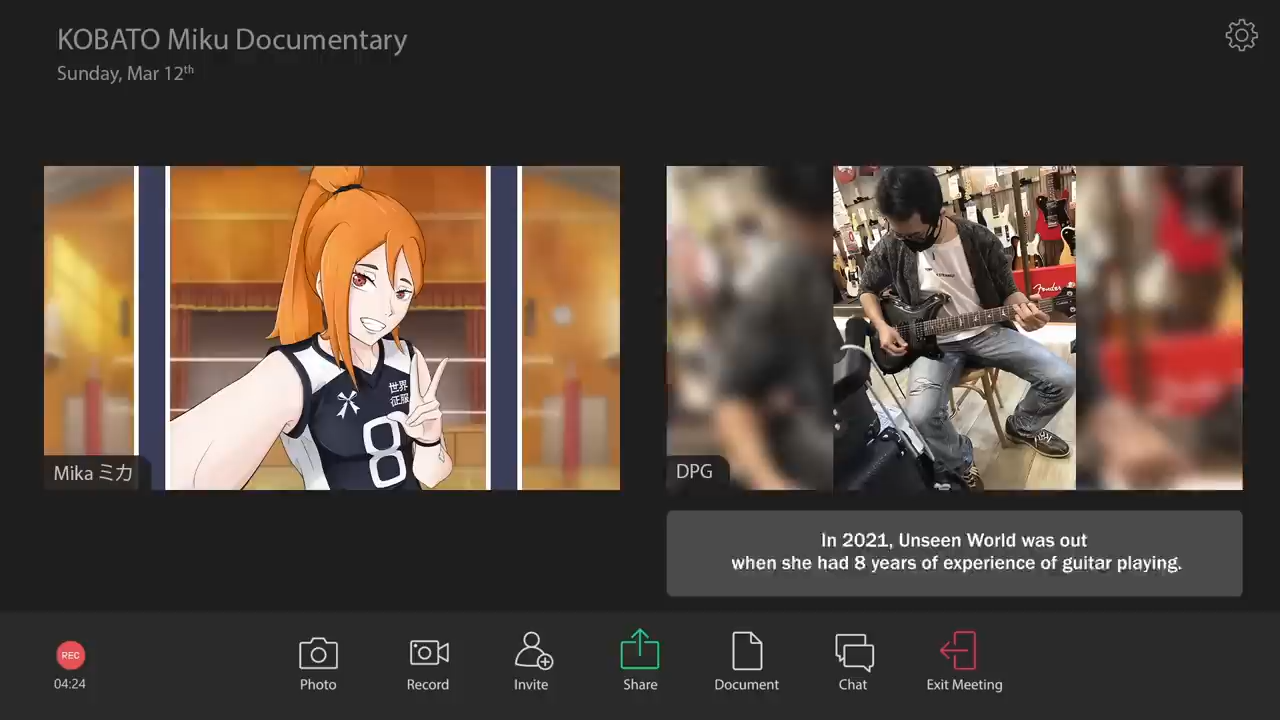 KOBATO Miku Documentary
Sunday, Mar 12th
世界
征服
8
Mika ミカ
Fender
DPG
In 2021, Unseen World was out
when she had 8 years of experience of guitar playing.
REC
04:24
Photo
Record
Invite
Share
Document
Chat
Exit Meeting